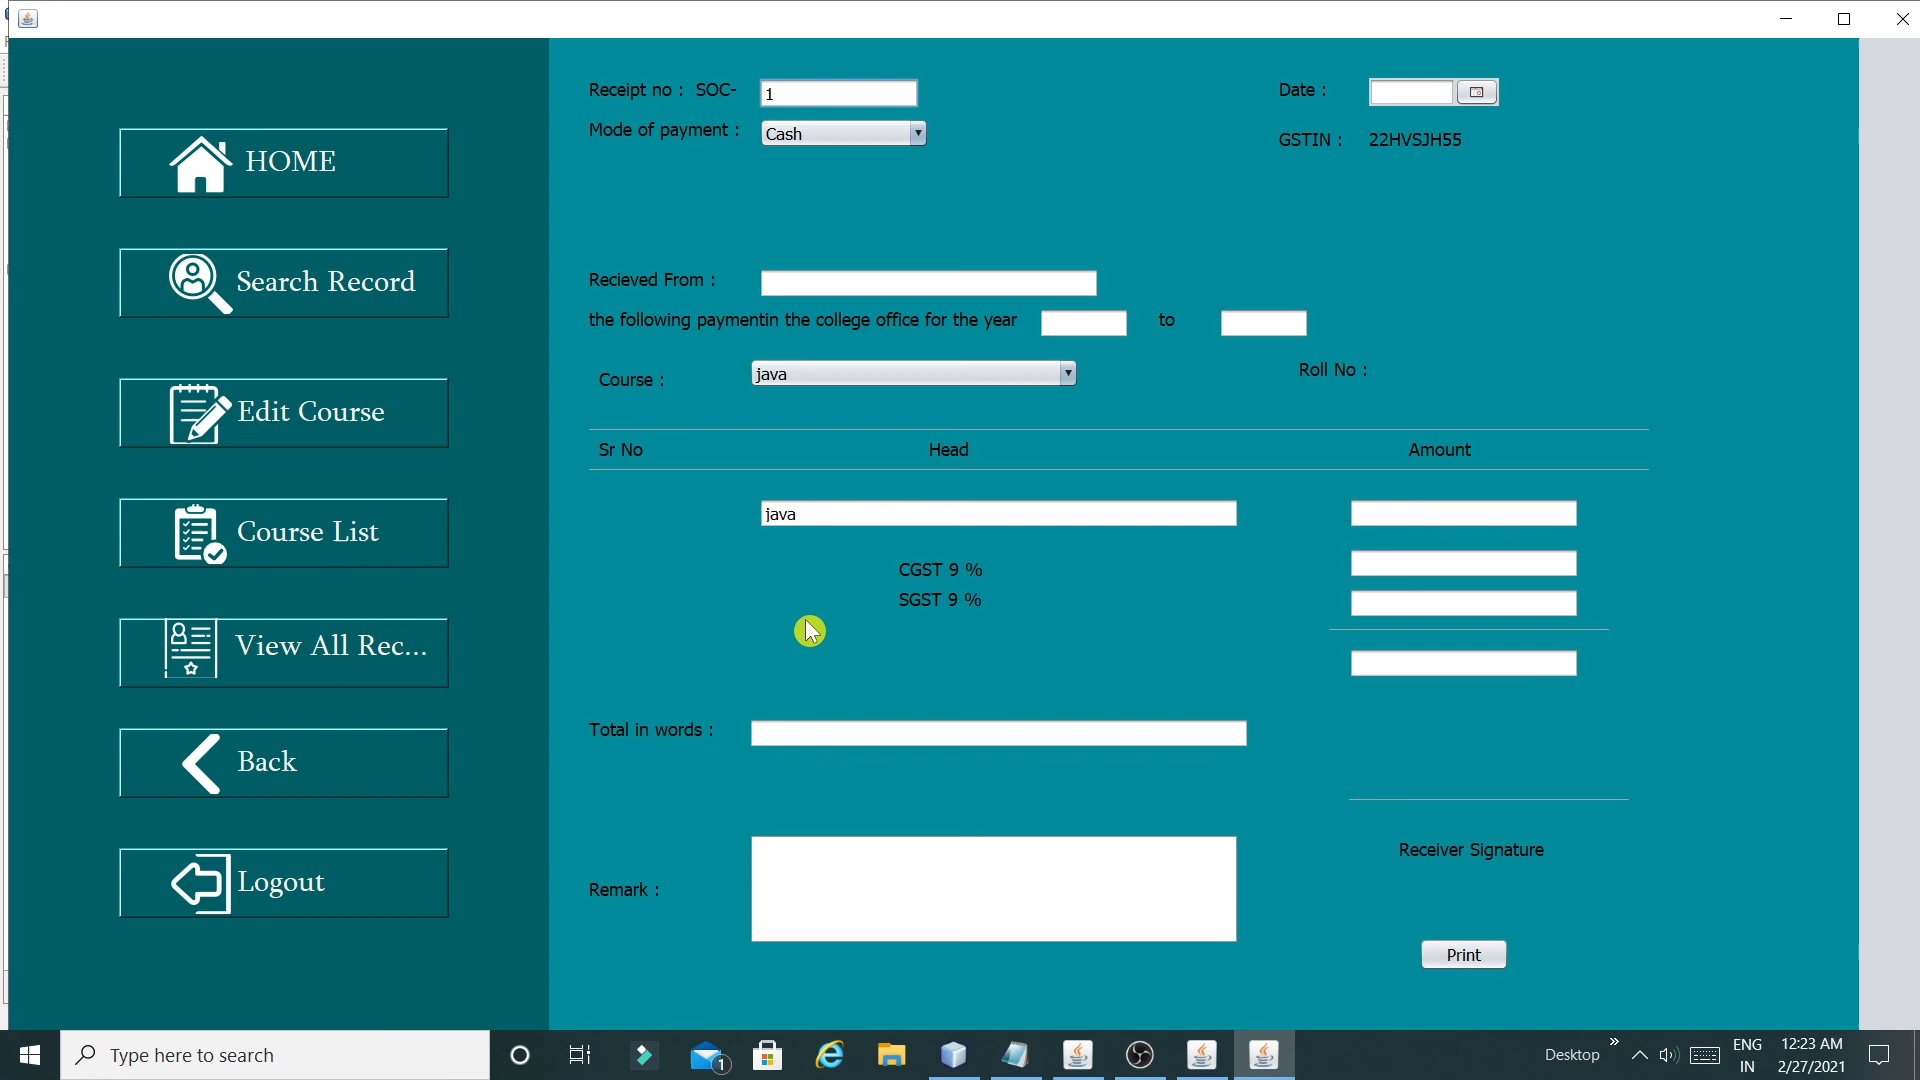 HOME
Search Record
Edit Course
Course List
View All Rec...
Back
Logout
Receipt no : SOC- 1
Date :
Mode of payment : Cash
GSTIN : 22HVSJH55
Recieved From :
the following paymentin the college office for the year to
Course : java
Roll No :
Sr No Head Amount
java
CGST 9 %
SGST 9 %
Total in words :
Receiver Signature
Remark :
Print
Type here to search
1
Desktop
»
ENG
IN
12:23 AM
2/27/2021